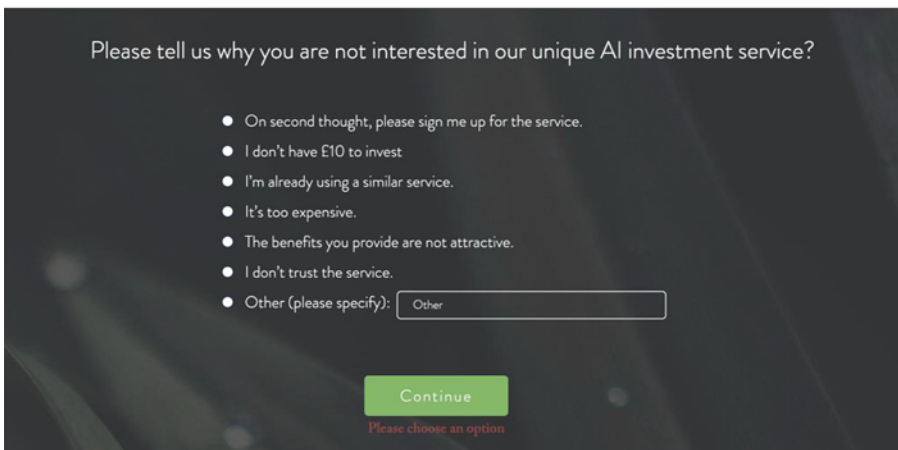 Please tell us why you are not interested in our unique AI investment service?
On second thought, please sign me up for the service.
I don't have £10 to invest
I'm already using a similar service.
It's too expensive.
The benefits you provide are not attractive.
I don't trust the service.
Other (please specify): Other
Continue
Please choose an option